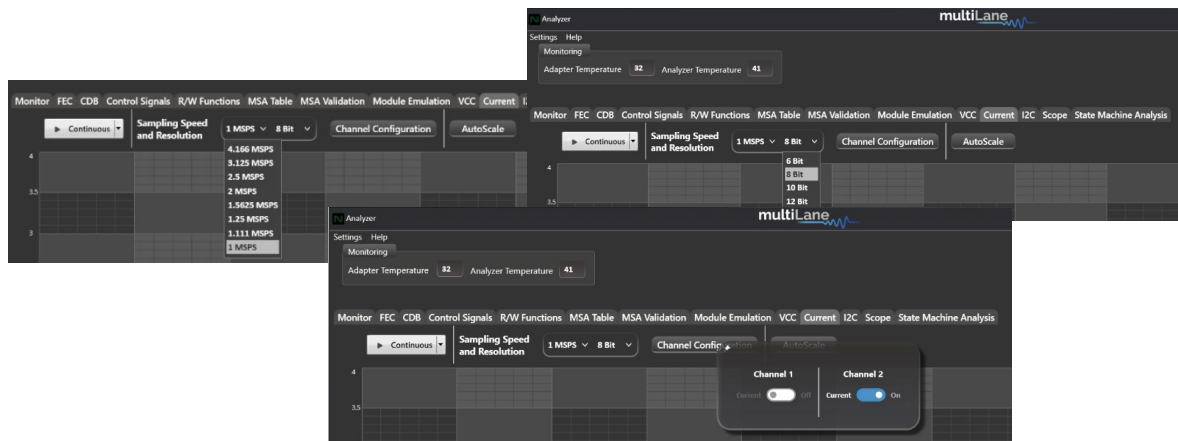 Monitor FEC CDB Control Signals R/W Functions MSA Table MSA Validation Module Emulation VCC Current
Continuous Sampling Speed and Resolution 1 MSPS 8 Bit Channel Configuration AutoScale
4.166 MSPS
3.125 MSPS
2.5 MSPS
2 MSPS
1.5625 MSPS
1.25 MSPS
1.111 MSPS
1 MSPS
4
3.5
3
Analyzer
multiLane
Settings Help
Monitoring
Adapter Temperature 32 Analyzer Temperature 41
Monitor FEC CDB Control Signals R/W Functions MSA Table MSA Validation Module Emulation VCC Current I2C Scope State Machine Analysis
Continuous Sampling Speed and Resolution 1 MSPS 8 Bit Channel Configuration AutoScale
6 Bit
8 Bit
10 Bit
12 Bit
4
3.5
Analyzer
multiLane
Settings Help
Monitoring
Adapter Temperature 32 Analyzer Temperature 41
Monitor FEC CDB Control Signals R/W Functions MSA Table MSA Validation Module Emulation VCC Current I2C Scope State Machine Analysis
Continuous Sampling Speed and Resolution 1 MSPS 8 Bit Channel AutoScale
Channel 1 Channel 2
Current Off Current On
4
3.5